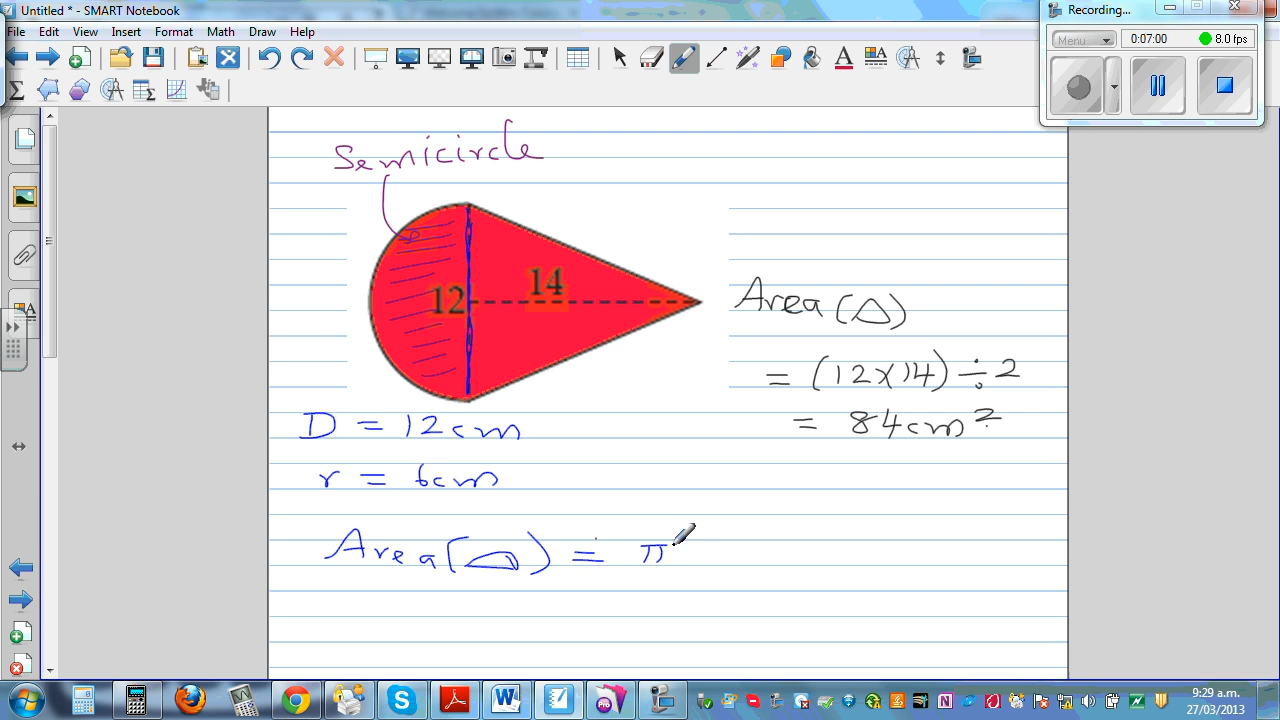 Untitled * - SMART Notebook
File Edit View Insert Format Math Draw Help
Recording...
Menu 0:07:00 8.0 fps
Semicircle
14
12
Area (△)
= (12×14) ÷ 2
= 84cm²
D = 12cm
r = 6cm
Area( ) = π
9:29 a.m.
27/03/2013